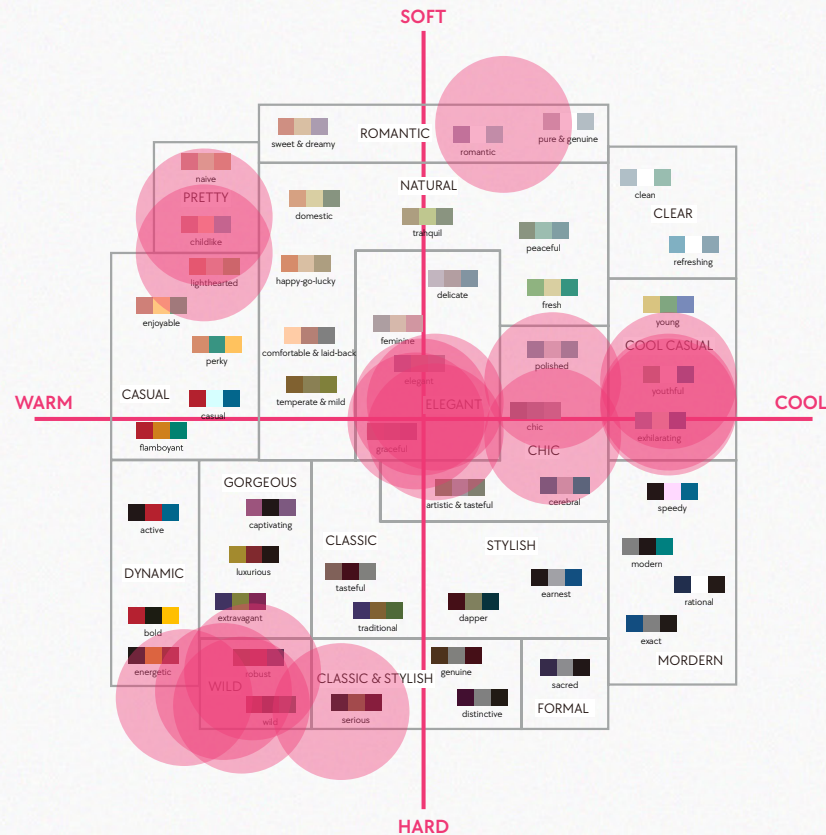 SOFT
ROMANTIC
sweet & dreamy
romantic
pure & genuine
naive
PRETTY
childlike
lighthearted
NATURAL
domestic
tranquil
peaceful
happy-go-lucky
delicate
fresh
clean
CLEAR
refreshing
enjoyable
perky
CASUAL
casual
flamboyant
comfortable & laid-back
temperate & mild
feminine
elegant
ELEGANT
graceful
polished
chic
CHIC
young
COOL CASUAL
youthful
exhilarating
WARM
COOL
artistic & tasteful
cerebral
speedy
GORGEOUS
captivating
active
luxurious
DYNAMIC
extravagant
bold
energetic
CLASSIC
tasteful
traditional
STYLISH
earnest
dapper
modern
rational
exact
MORDERN
robust
WILD
wild
CLASSIC & STYLISH
serious
genuine
distinctive
sacred
FORMAL
HARD